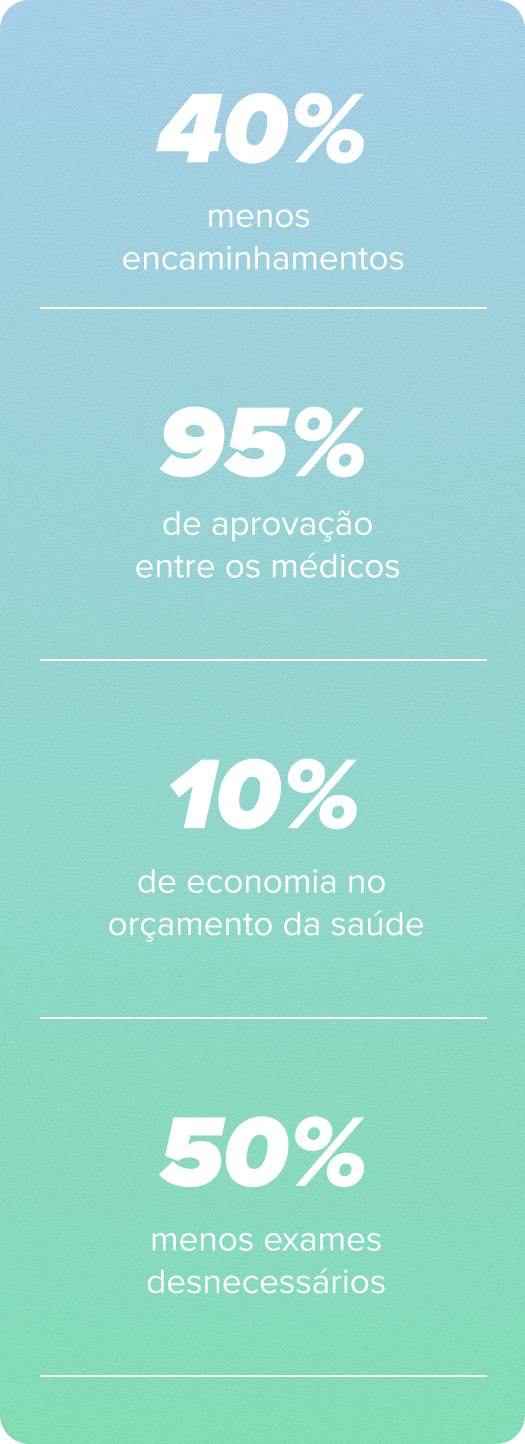 40%
menos
encaminhamentos
95%
de aprovação
entre os médicos
10%
de economia no
orçamento da saúde
50%
menos exames
desnecessários